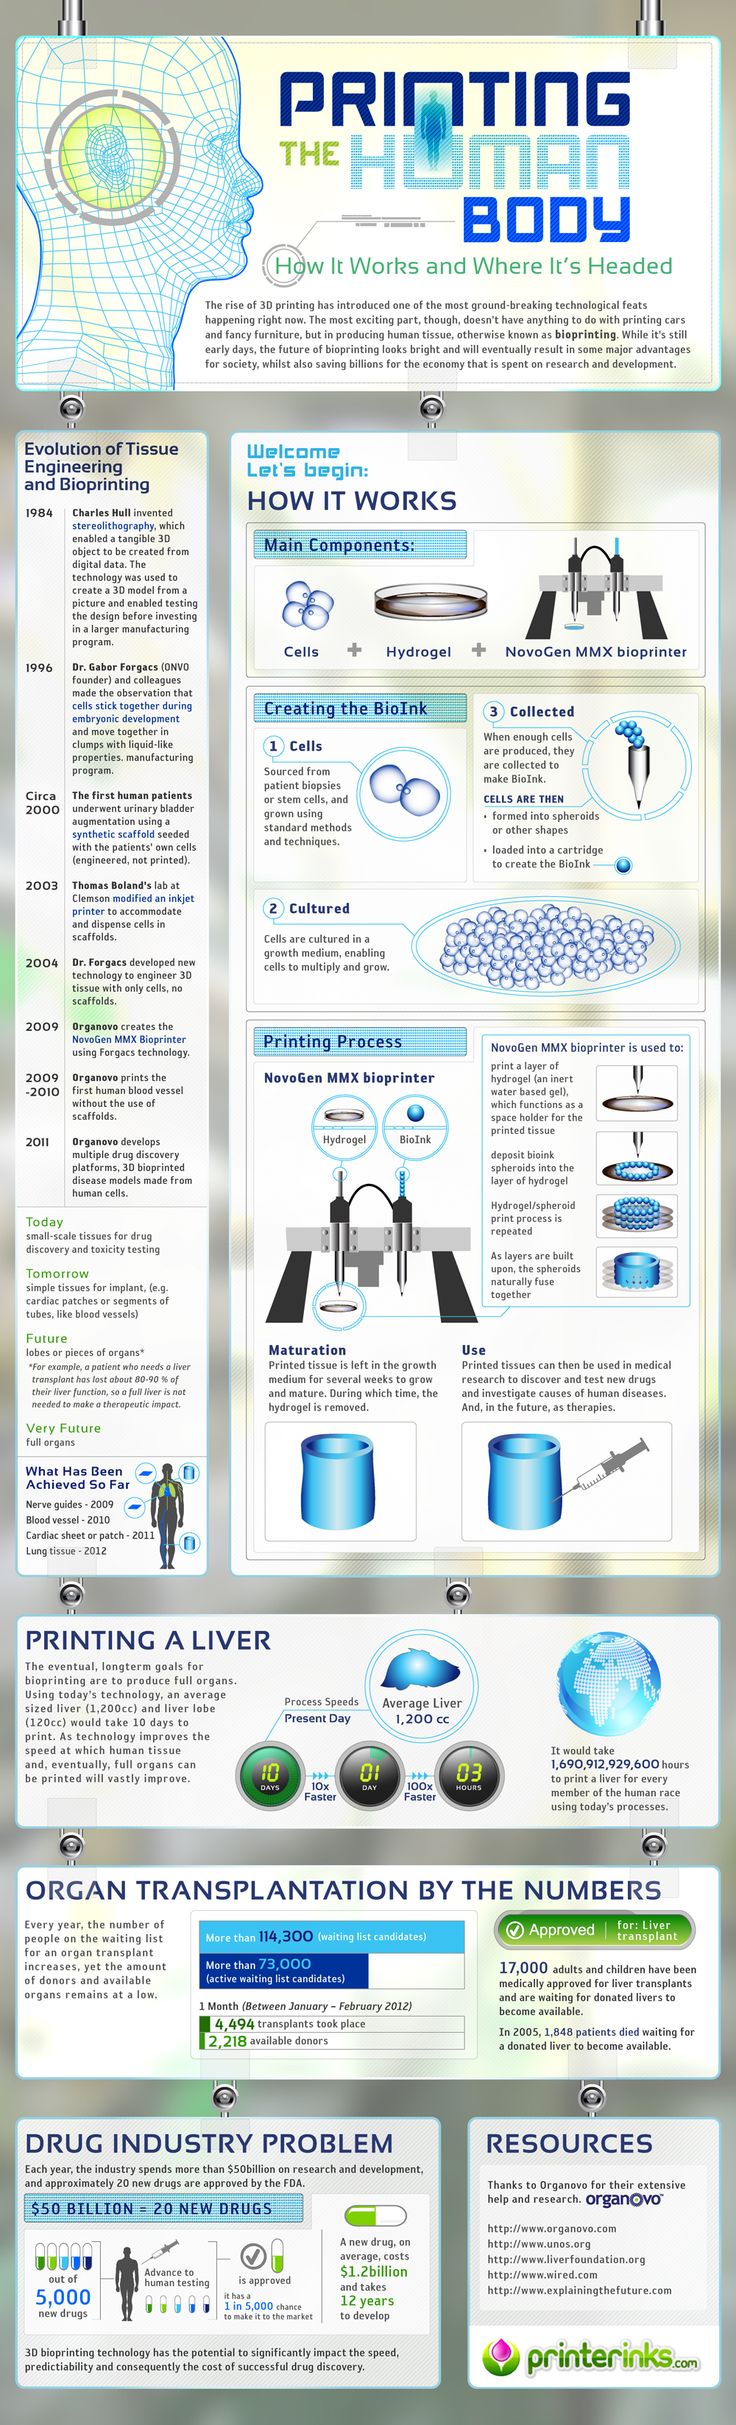 PRINTING
THE HUMAN
BODY
How It Works and Where It's Headed
The rise of 3D printing has introduced one of the most ground-breaking technological feats
happening right now. The most exciting part, though, doesn't have anything to do with printing cars
and fancy furniture, but in producing human tissue, otherwise known as bioprinting. While it's still
early days, the future of bioprinting looks bright and will eventually result in some major advantages
for society, whilst also saving billions for the economy that is spent on research and development.
Evolution of Tissue
Engineering
and Bioprinting
1984
Charles Hull invented
stereolithography, which
enabled a tangible 3D
object to be created from
digital data. The
technology was used to
create a 3D model from a
picture and enabled testing
the design before investing
in a larger manufacturing
program.
1996
Dr. Gabor Forgacs (ONVO
founder) and colleagues
made the observation that
cells stick together during
embryonic development
and move together in
clumps with liquid-like
properties. manufacturing
program.
Circa
2000
The first human patients
underwent urinary bladder
augmentation using a
synthetic scaffold seeded
with the patients' own cells
(engineered, not printed).
2003
Thomas Boland's lab at
Clemson modified an inkjet
printer to accommodate
and dispense cells in
scaffolds.
2004
Dr. Forgacs developed new
technology to engineer 3D
tissue with only cells, no
scaffolds.
2009
Organovo creates the
NovoGen MMX Bioprinter
using Forgacs technology.
2009
-2010
Organovo prints the
first human blood vessel
without the use of
scaffolds.
2011
Organovo develops
multiple drug discovery
platforms, 3D bioprinted
disease models made from
human cells.
Today
small-scale tissues for drug
discovery and toxicity testing
Tomorrow
simple tissues for implant, (e.g.
cardiac patches or segments of
tubes, like blood vessels)
Future
lobes or pieces of organs*
*For example, a patient who needs a liver
transplant has lost about 80-90 % of
their liver function, so a full liver is not
needed to make a therapeutic impact.
Very Future
full organs
What Has Been
Achieved So Far
Nerve guides - 2009
Blood vessel - 2010
Cardiac sheet or patch - 2011
Lung tissue - 2012
Welcome
Let's begin:
HOW IT WORKS
Main Components:
Cells + Hydrogel + NovoGen MMX bioprinter
Creating the BioInk
1 Cells
Sourced from
patient biopsies
or stem cells, and
grown using
standard methods
and techniques.
3 Collected
When enough cells
are produced, they
are collected to
make BioInk.
CELLS ARE THEN
• formed into spheroids
or other shapes
• loaded into a cartridge
to create the BioInk
2 Cultured
Cells are cultured in a
growth medium, enabling
cells to multiply and grow.
Printing Process
NovoGen MMX bioprinter
Hydrogel
BioInk
NovoGen MMX bioprinter is used to:
print a layer of
hydrogel (an inert
water based gel),
which functions as a
space holder for the
printed tissue
deposit bioink
spheroids into the
layer of hydrogel
Hydrogel/spheroid
print process is
repeated
As layers are built
upon, the spheroids
naturally fuse
together
Maturation
Printed tissue is left in the growth
medium for several weeks to grow
and mature. During which time, the
hydrogel is removed.
Use
Printed tissues can then be used in medical
research to discover and test new drugs
and investigate causes of human diseases.
And, in the future, as therapies.
PRINTING A LIVER
The eventual, longterm goals for
bioprinting are to produce full organs.
Using today's technology, an average
sized liver (1,200cc) and liver lobe
(120cc) would take 10 days to
print. As technology improves the
speed at which human tissue
and, eventually, full organs can
be printed will vastly improve.
Process Speeds
Present Day
Average Liver
1,200 cc
10
DAYS
10x
Faster
01
DAY
100x
Faster
03
HOURS
It would take
1,690,912,929,600 hours
to print a liver for every
member of the human race
using today's processes.
ORGAN TRANSPLANTATION BY THE NUMBERS
Every year, the number of
people on the waiting list
for an organ transplant
increases, yet the amount
of donors and available
organs remains at a low.
More than 114,300 (waiting list candidates)
More than 73,000
(active waiting list candidates)
1 Month (Between January – February 2012)
4,494 transplants took place
2,218 available donors
Approved
for: Liver
transplant
17,000 adults and children have been
medically approved for liver transplants
and are waiting for donated livers to
become available.
In 2005, 1,848 patients died waiting for
a donated liver to become available.
DRUG INDUSTRY PROBLEM
Each year, the industry spends more than $50billion on research and development,
and approximately 20 new drugs are approved by the FDA.
$50 BILLION = 20 NEW DRUGS
out of
5,000
new drugs
Advance to
human testing
is approved
it has a
1 in 5,000 chance
to make it to the market
A new drug, on
average, costs
$1.2billion
and takes
12 years
to develop
3D bioprinting technology has the potential to significantly impact the speed,
predictiability and consequently the cost of successful drug discovery.
RESOURCES
Thanks to Organovo for their extensive
help and research. organovo™
http://www.organovo.com
http://www.unos.org
http://www.liverfoundation.org
http://www.wired.com
http://www.explainingthefuture.com
printerinks.com